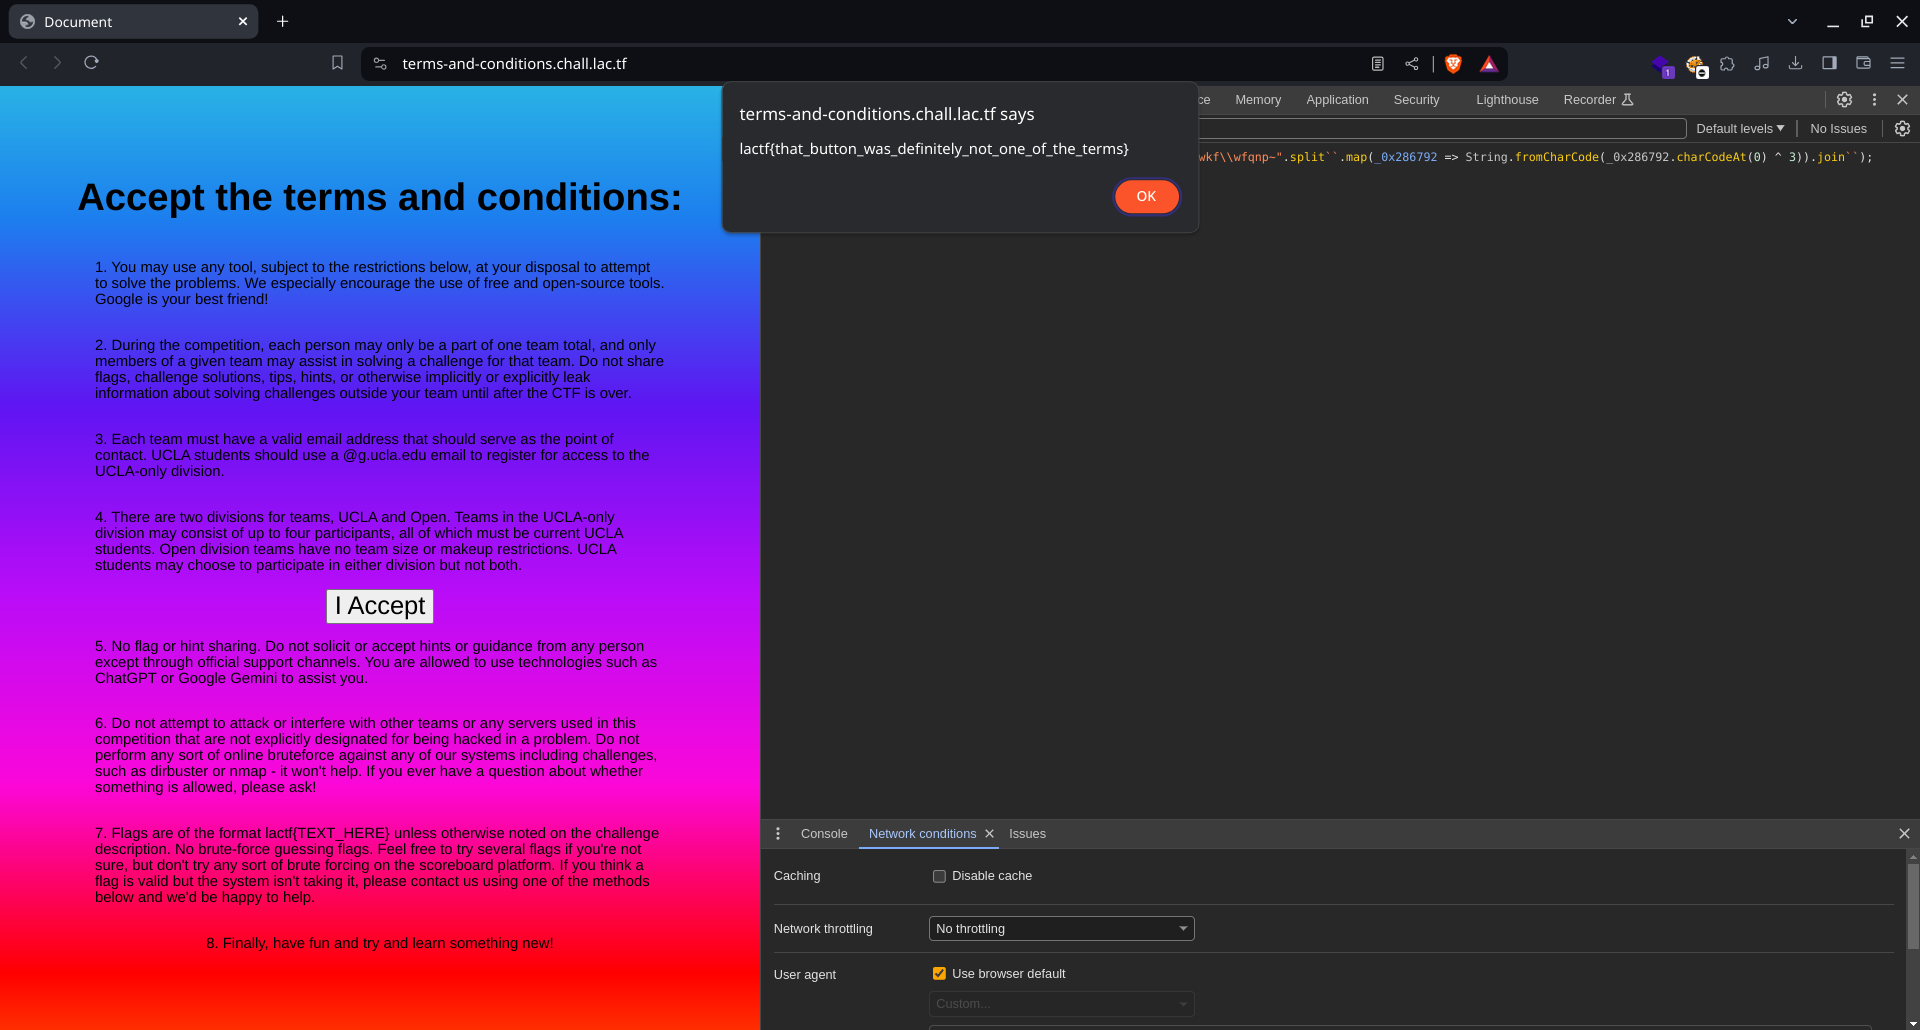 Document
terms-and-conditions.chall.lac.tf
1
terms-and-conditions.chall.lac.tf says
lactf{that_button_was_definitely_not_one_of_the_terms}
OK
ce Memory Application Security Lighthouse Recorder
Default levels No Issues
wkf\\wfqnp~".split``.map(_0x286792 => String.fromCharCode(_0x286792.charCodeAt(0) ^ 3)).join``);
Accept the terms and conditions:
1. You may use any tool, subject to the restrictions below, at your disposal to attempt
to solve the problems. We especially encourage the use of free and open-source tools.
Google is your best friend!
2. During the competition, each person may only be a part of one team total, and only
members of a given team may assist in solving a challenge for that team. Do not share
flags, challenge solutions, tips, hints, or otherwise implicitly or explicitly leak
information about solving challenges outside your team until after the CTF is over.
3. Each team must have a valid email address that should serve as the point of
contact. UCLA students should use a @g.ucla.edu email to register for access to the
UCLA-only division.
4. There are two divisions for teams, UCLA and Open. Teams in the UCLA-only
division may consist of up to four participants, all of which must be current UCLA
students. Open division teams have no team size or makeup restrictions. UCLA
students may choose to participate in either division but not both.
I Accept
5. No flag or hint sharing. Do not solicit or accept hints or guidance from any person
except through official support channels. You are allowed to use technologies such as
ChatGPT or Google Gemini to assist you.
6. Do not attempt to attack or interfere with other teams or any servers used in this
competition that are not explicitly designated for being hacked in a problem. Do not
perform any sort of online bruteforce against any of our systems including challenges,
such as dirbuster or nmap - it won't help. If you ever have a question about whether
something is allowed, please ask!
7. Flags are of the format lactf{TEXT_HERE} unless otherwise noted on the challenge
description. No brute-force guessing flags. Feel free to try several flags if you're not
sure, but don't try any sort of brute forcing on the scoreboard platform. If you think a
flag is valid but the system isn't taking it, please contact us using one of the methods
below and we'd be happy to help.
8. Finally, have fun and try and learn something new!
Console Network conditions Issues
Caching Disable cache
Network throttling No throttling
User agent Use browser default
Custom...